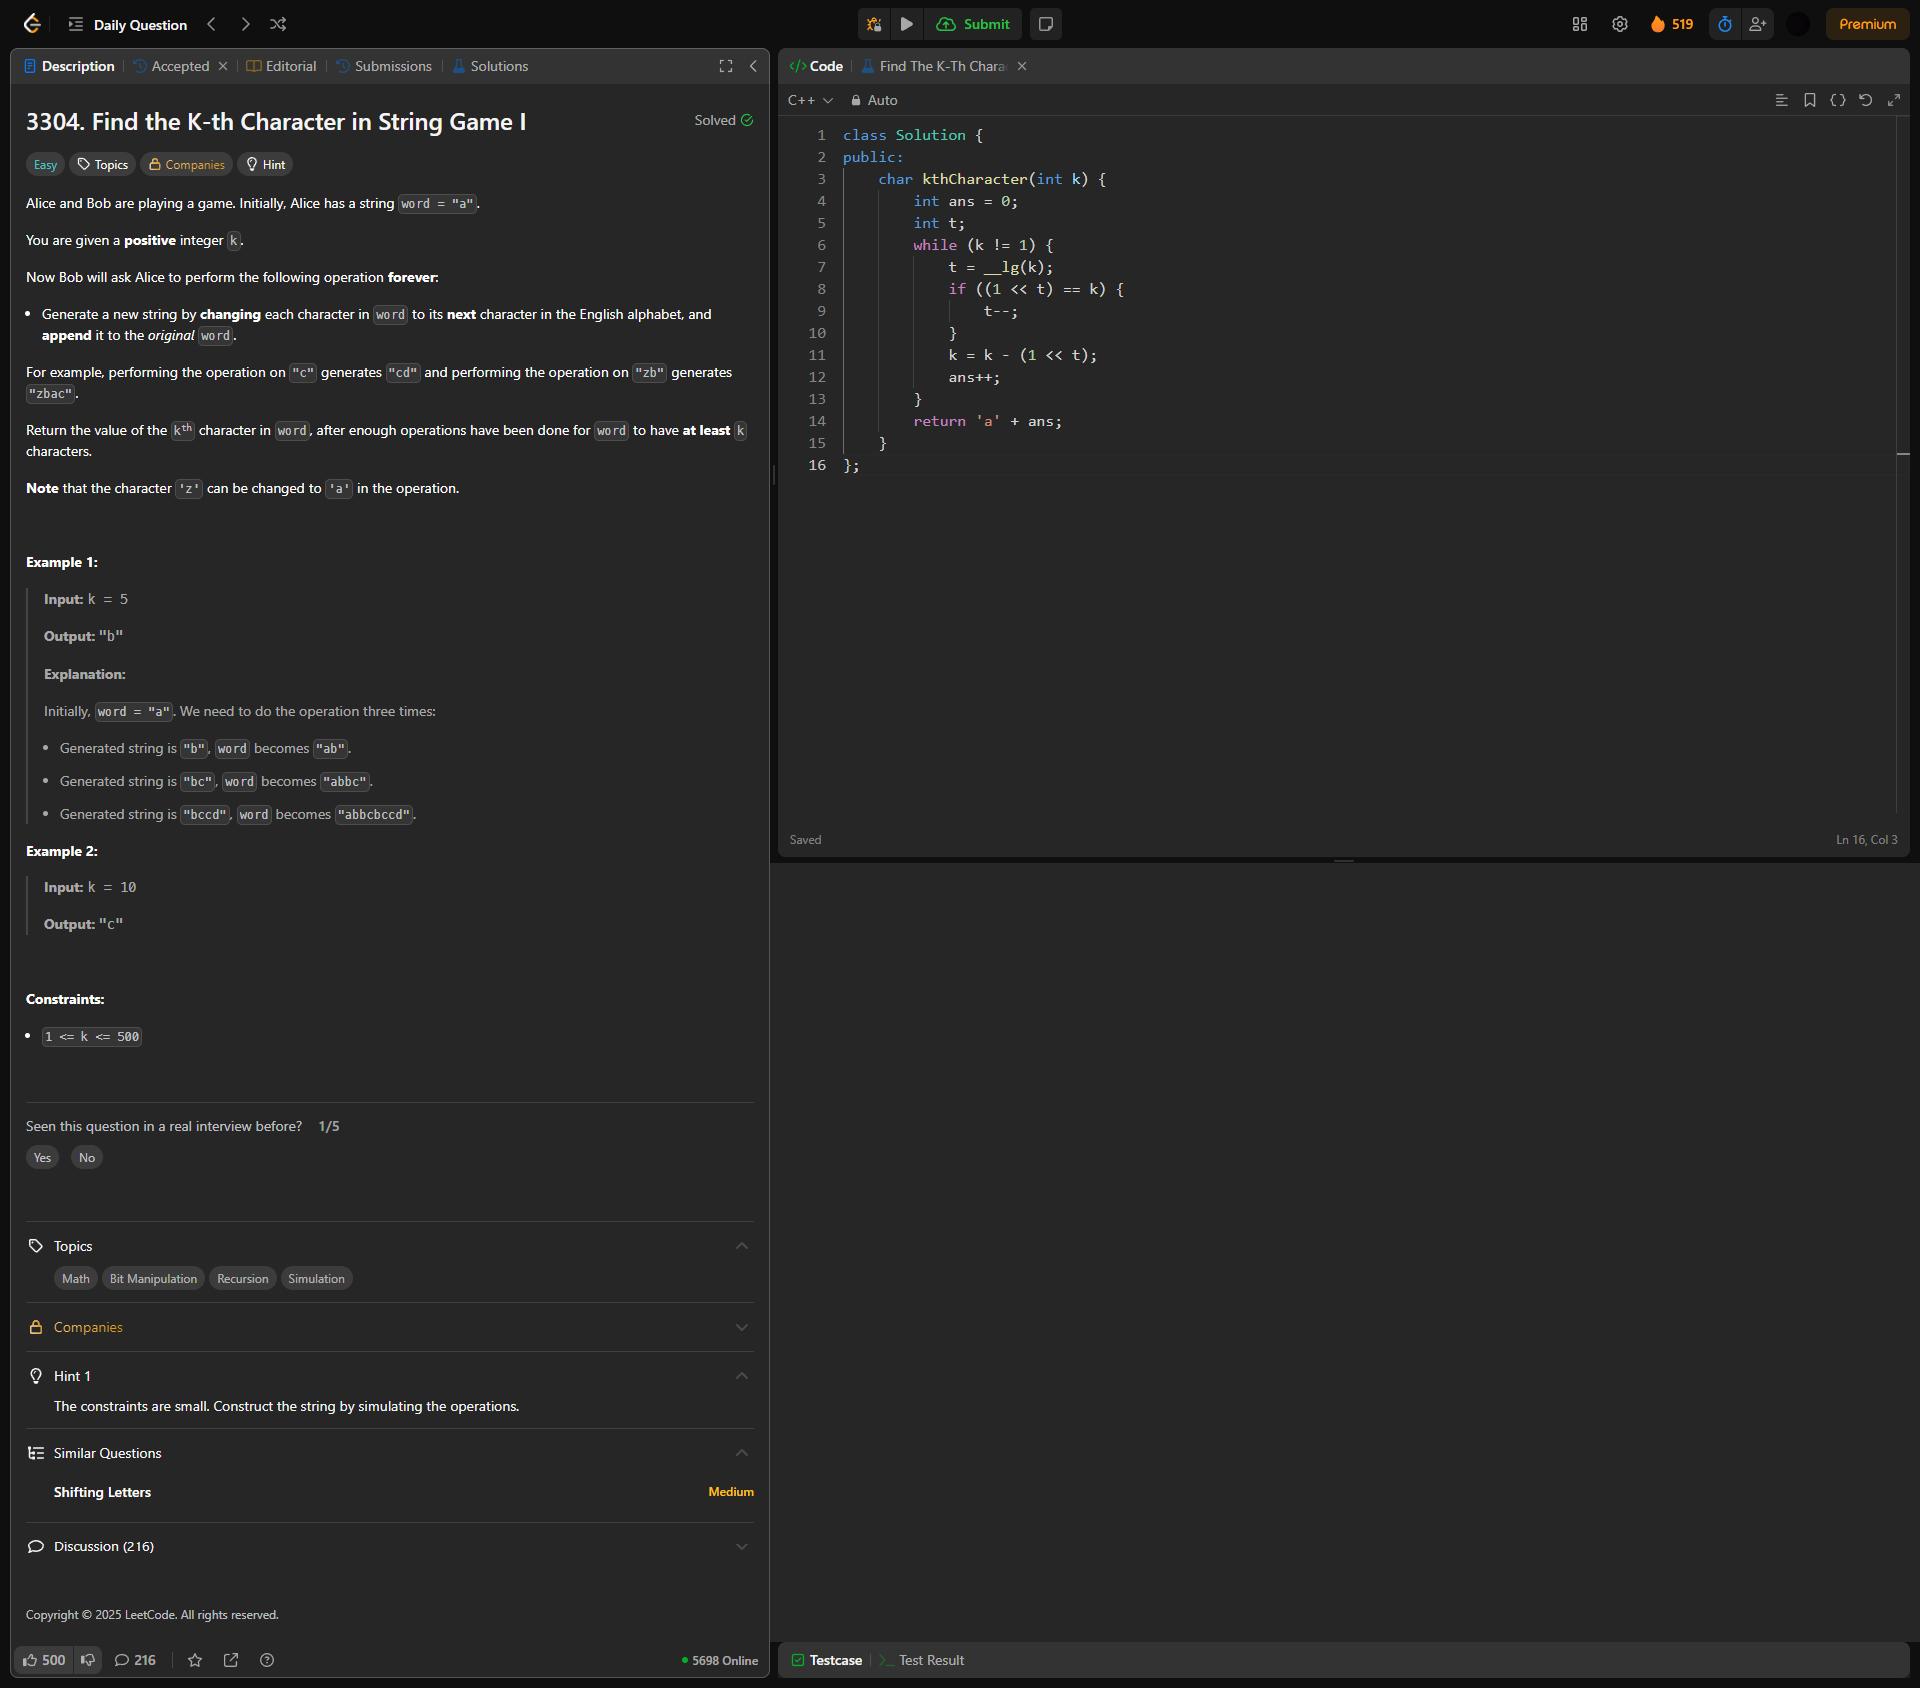 Daily Question
Submit
519
Premium
Description
Accepted
Editorial
Submissions
Solutions
3304. Find the K-th Character in String Game I
Solved
Easy
Topics
Companies
Hint
Alice and Bob are playing a game. Initially, Alice has a string word = "a".
You are given a positive integer k.
Now Bob will ask Alice to perform the following operation forever:
Generate a new string by changing each character in word to its next character in the English alphabet, and
append it to the original word.
For example, performing the operation on "c" generates "cd" and performing the operation on "zb" generates
"zbac".
Return the value of the kth character in word, after enough operations have been done for word to have at least k
characters.
Note that the character 'z' can be changed to 'a' in the operation.
Example 1:
Input: k = 5
Output: "b"
Explanation:
Initially, word = "a". We need to do the operation three times:
Generated string is "b", word becomes "ab".
Generated string is "bc", word becomes "abbc".
Generated string is "bccd", word becomes "abbcbccd".
Example 2:
Input: k = 10
Output: "c"
Constraints:
1 <= k <= 500
Seen this question in a real interview before? 1/5
Yes
No
Topics
Math
Bit Manipulation
Recursion
Simulation
Companies
Hint 1
The constraints are small. Construct the string by simulating the operations.
Similar Questions
Shifting Letters
Medium
Discussion (216)
Copyright © 2025 LeetCode. All rights reserved.
500
216
5698 Online
</> Code
Find The K-Th Chara
C++
Auto
1 class Solution {
2 public:
3     char kthCharacter(int k) {
4         int ans = 0;
5         int t;
6         while (k != 1) {
7             t = __lg(k);
8             if ((1 << t) == k) {
9                 t--;
10             }
11             k = k - (1 << t);
12             ans++;
13         }
14         return 'a' + ans;
15     }
16 };
Saved
Ln 16, Col 3
Testcase
Test Result